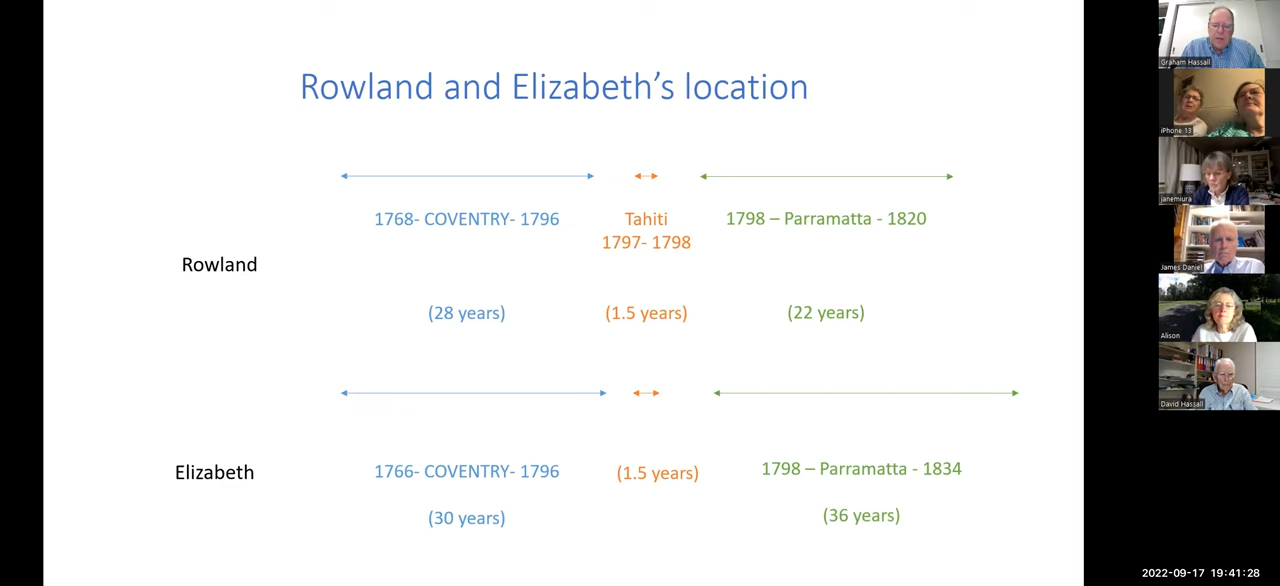 Rowland and Elizabeth's location
1768- COVENTRY- 1796
Tahiti
1797- 1798
1798 – Parramatta - 1820
Rowland
(28 years)
(1.5 years)
(22 years)
Elizabeth
1766- COVENTRY- 1796
(1.5 years)
1798 – Parramatta - 1834
(30 years)
(36 years)
Graham Hassall
iPhone 13
janemiura
James Daniel
Alison
David Hassall
2022-09-17 19:41:28